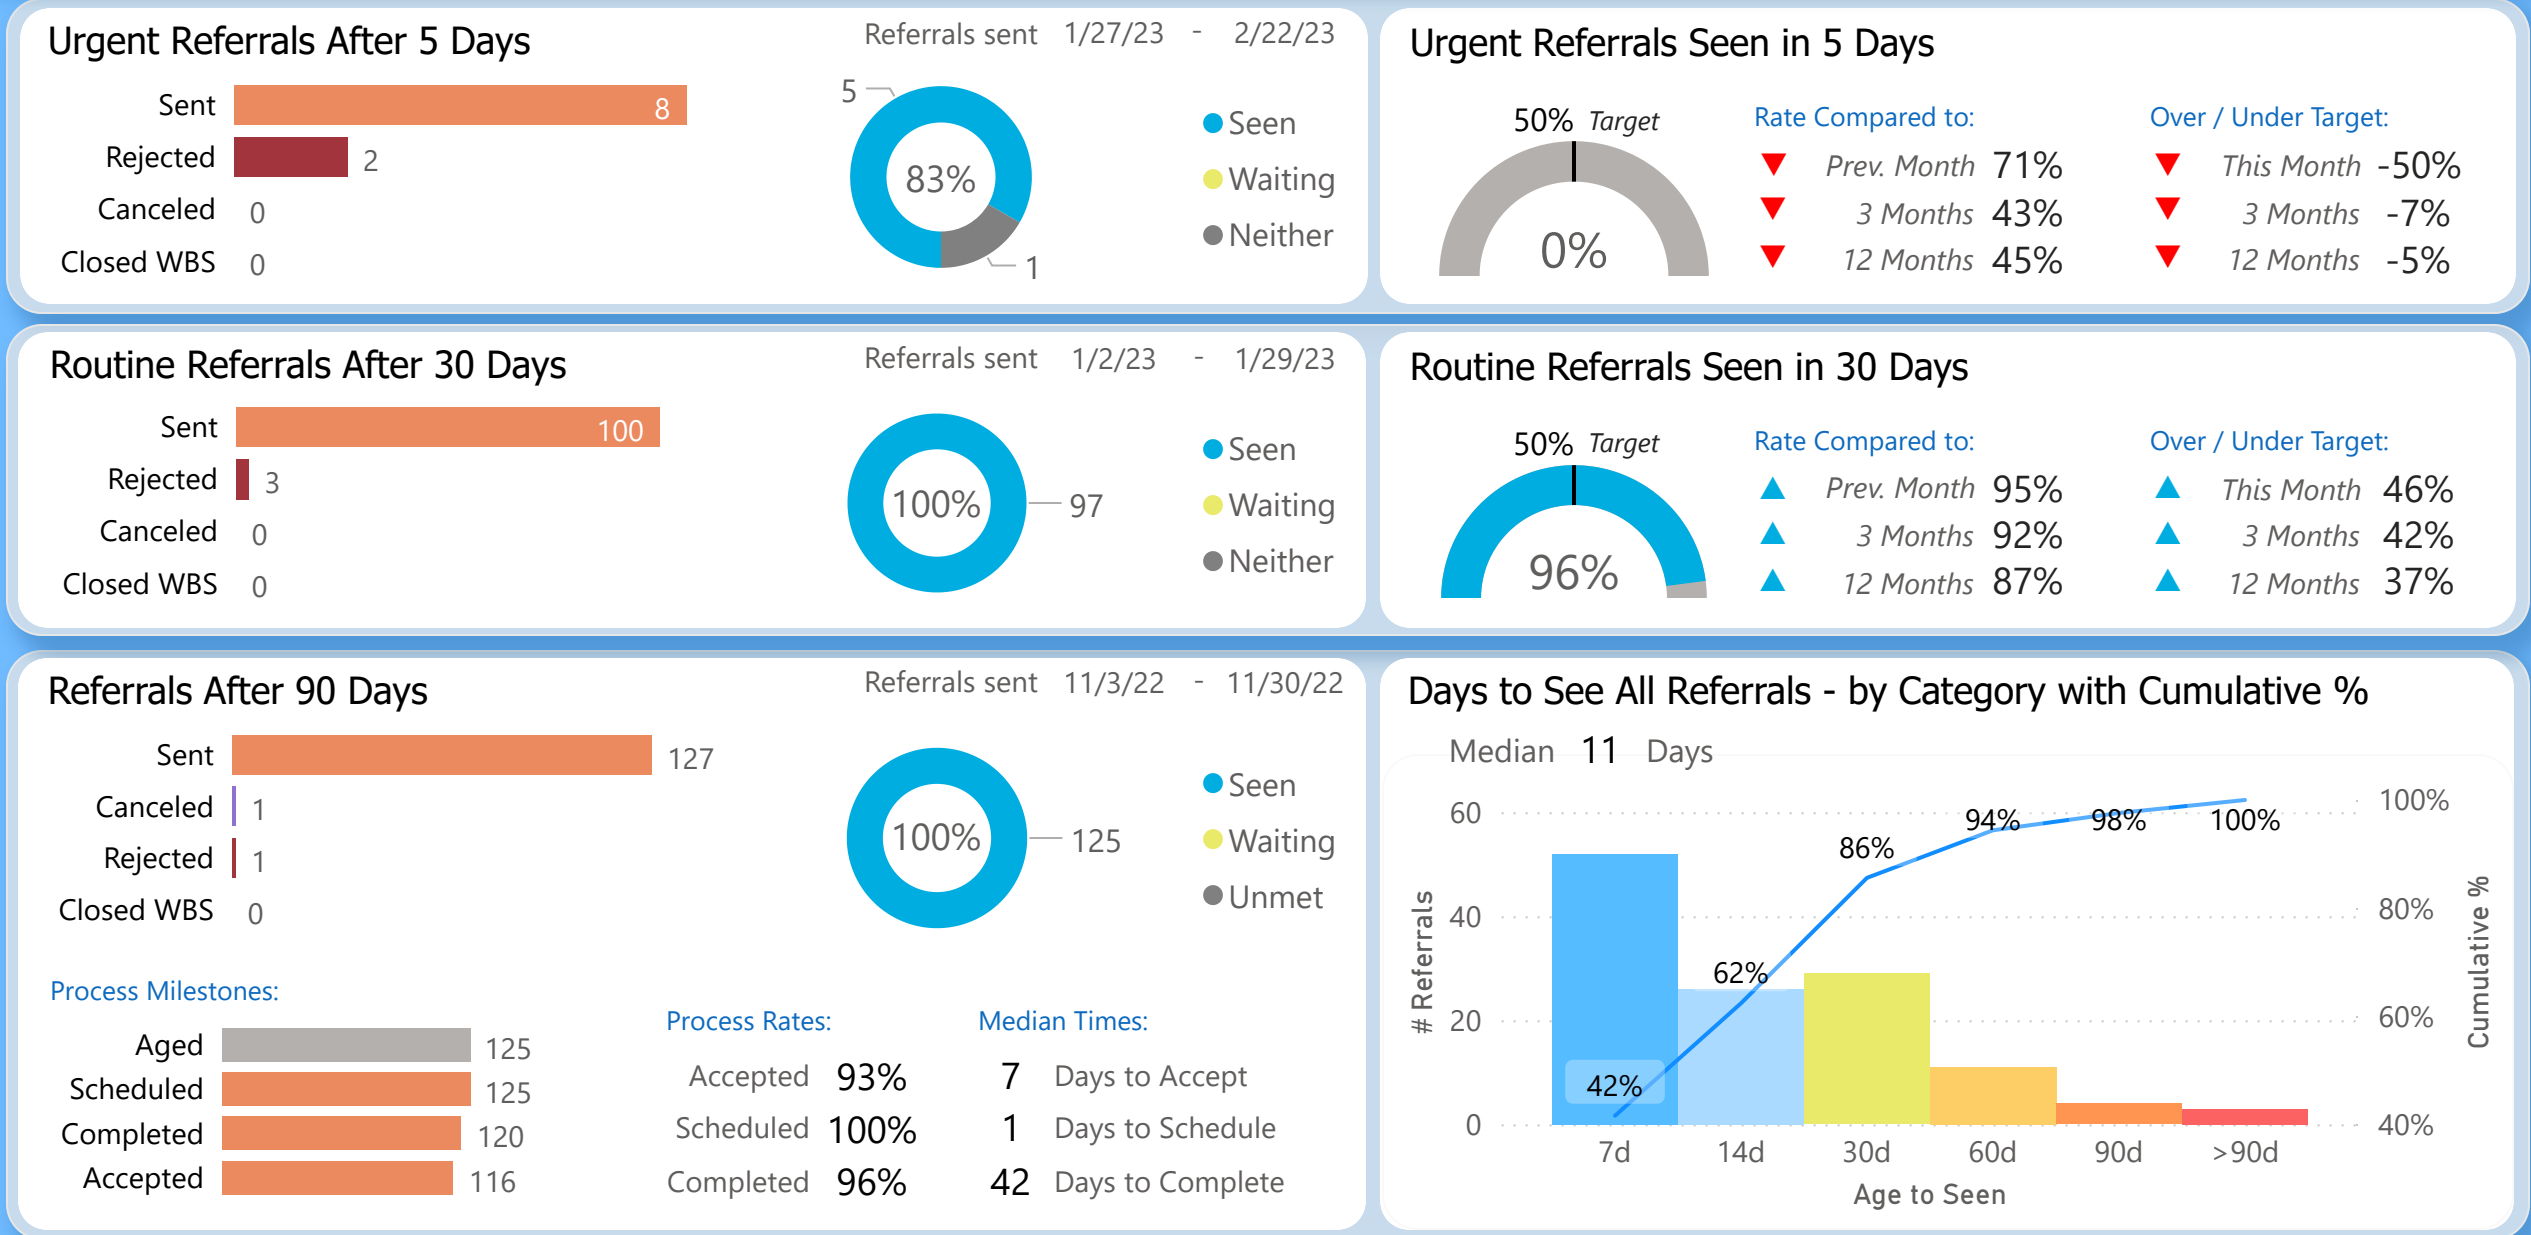 Urgent Referrals After 5 Days
Referrals sent 1/27/23 - 2/22/23
Sent 8
Rejected 2
Canceled 0
Closed WBS 0
5
83%
1
Seen
Waiting
Neither
Urgent Referrals Seen in 5 Days
50% Target
0%
Rate Compared to:
Prev. Month 71%
3 Months 43%
12 Months 45%
Over / Under Target:
This Month -50%
3 Months -7%
12 Months -5%
Routine Referrals After 30 Days
Referrals sent 1/2/23 - 1/29/23
Sent 100
Rejected 3
Canceled 0
Closed WBS 0
100%
97
Seen
Waiting
Neither
Routine Referrals Seen in 30 Days
50% Target
96%
Rate Compared to:
Prev. Month 95%
3 Months 92%
12 Months 87%
Over / Under Target:
This Month 46%
3 Months 42%
12 Months 37%
Referrals After 90 Days
Referrals sent 11/3/22 - 11/30/22
Sent 127
Canceled 1
Rejected 1
Closed WBS 0
100%
125
Seen
Waiting
Unmet
Process Milestones:
Aged 125
Scheduled 125
Completed 120
Accepted 116
Process Rates:
Accepted 93%
Scheduled 100%
Completed 96%
Median Times:
7 Days to Accept
1 Days to Schedule
42 Days to Complete
Days to See All Referrals - by Category with Cumulative %
Median 11 Days
# Referrals
60
40
20
0
42%
62%
86%
94%
98%
100%
100%
80%
60%
40%
Cumulative %
7d 14d 30d 60d 90d >90d
Age to Seen